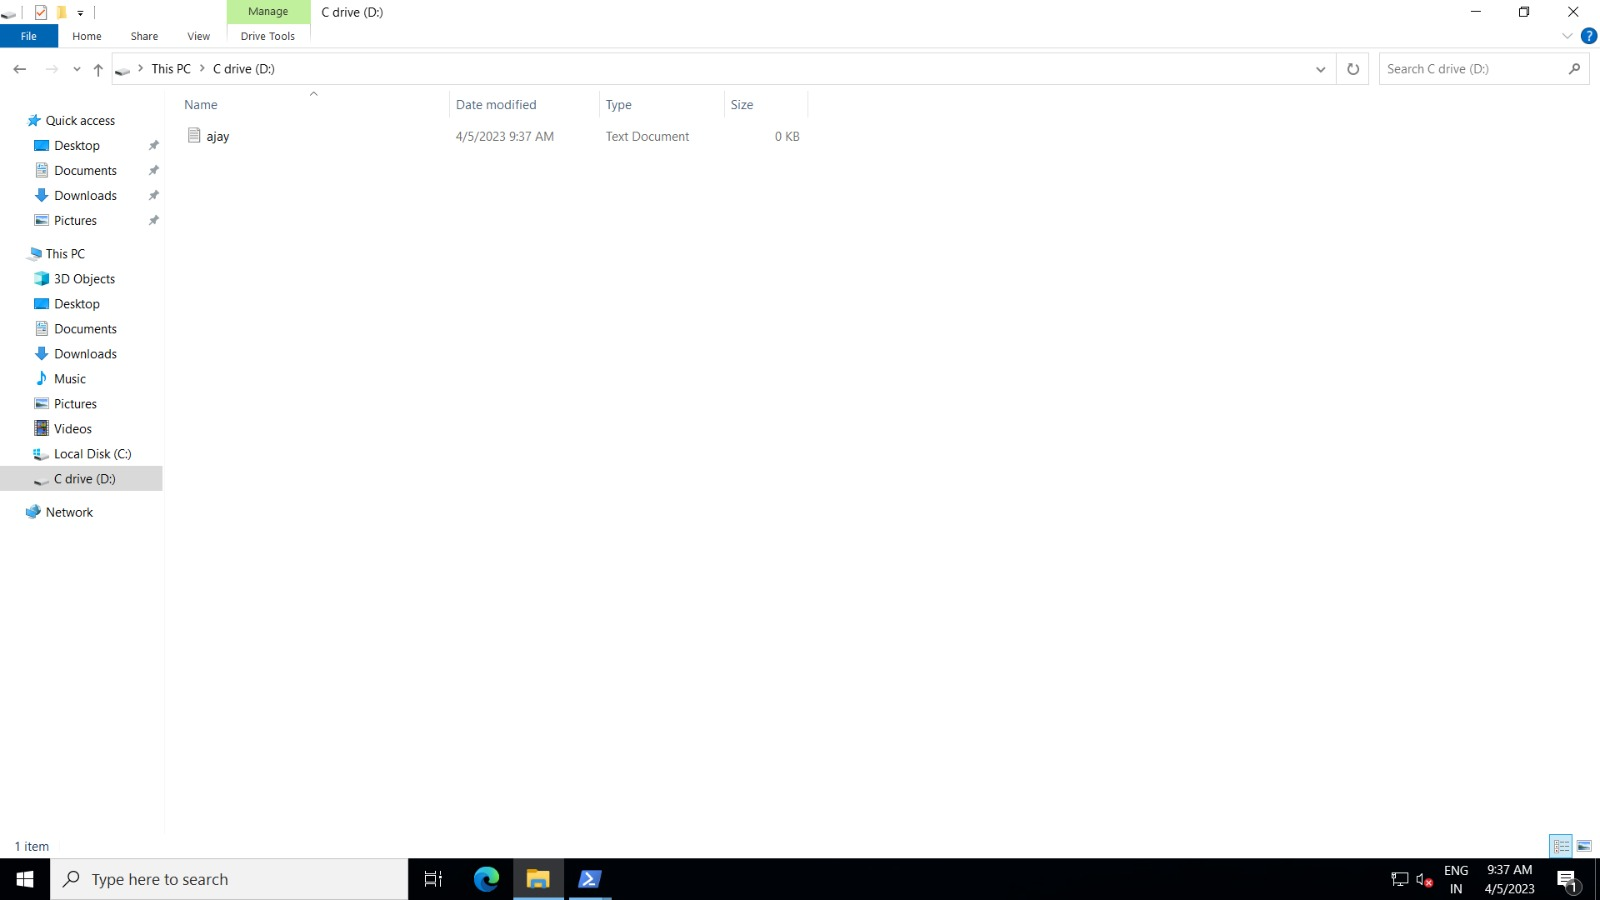 Manage
C drive (D:)
File
Home
Share
View
Drive Tools
?
This PC
C drive (D:)
Search C drive (D:)
Name
Date modified
Type
Size
ajay
4/5/2023 9:37 AM
Text Document
0 KB
Quick access
Desktop
Documents
Downloads
Pictures
This PC
3D Objects
Desktop
Documents
Downloads
Music
Pictures
Videos
Local Disk (C:)
C drive (D:)
Network
1 item
Type here to search
ENG
IN
9:37 AM
4/5/2023
1